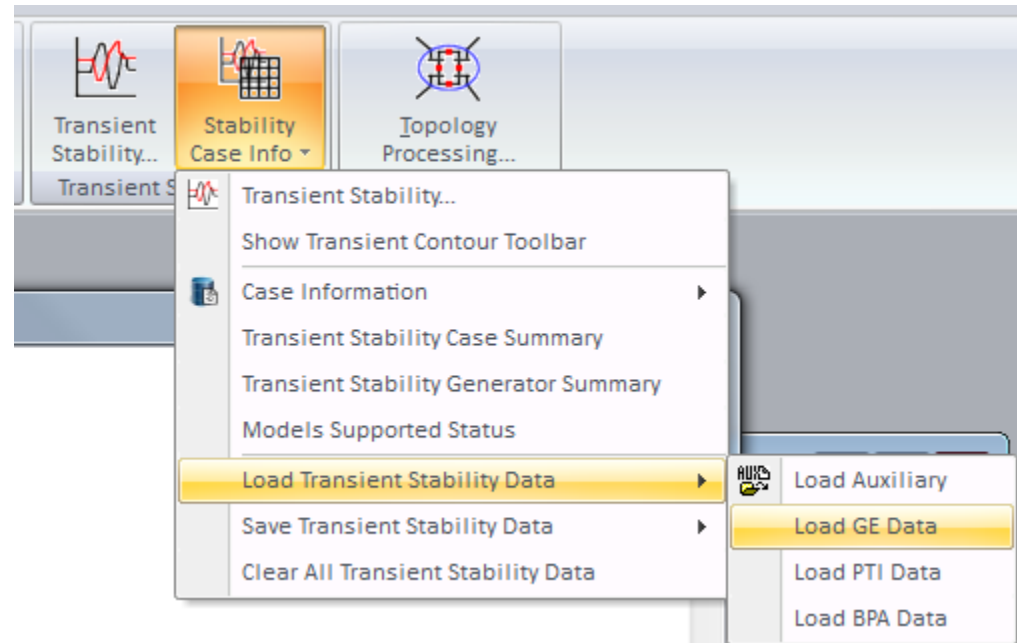 Transient
Stability...
Stability
Case Info
Topology
Processing...
Transient S
Transient Stability...
Show Transient Contour Toolbar
Case Information
Transient Stability Case Summary
Transient Stability Generator Summary
Models Supported Status
Load Transient Stability Data
Save Transient Stability Data
Clear All Transient Stability Data
AUX
Load Auxiliary
Load GE Data
Load PTI Data
Load BPA Data